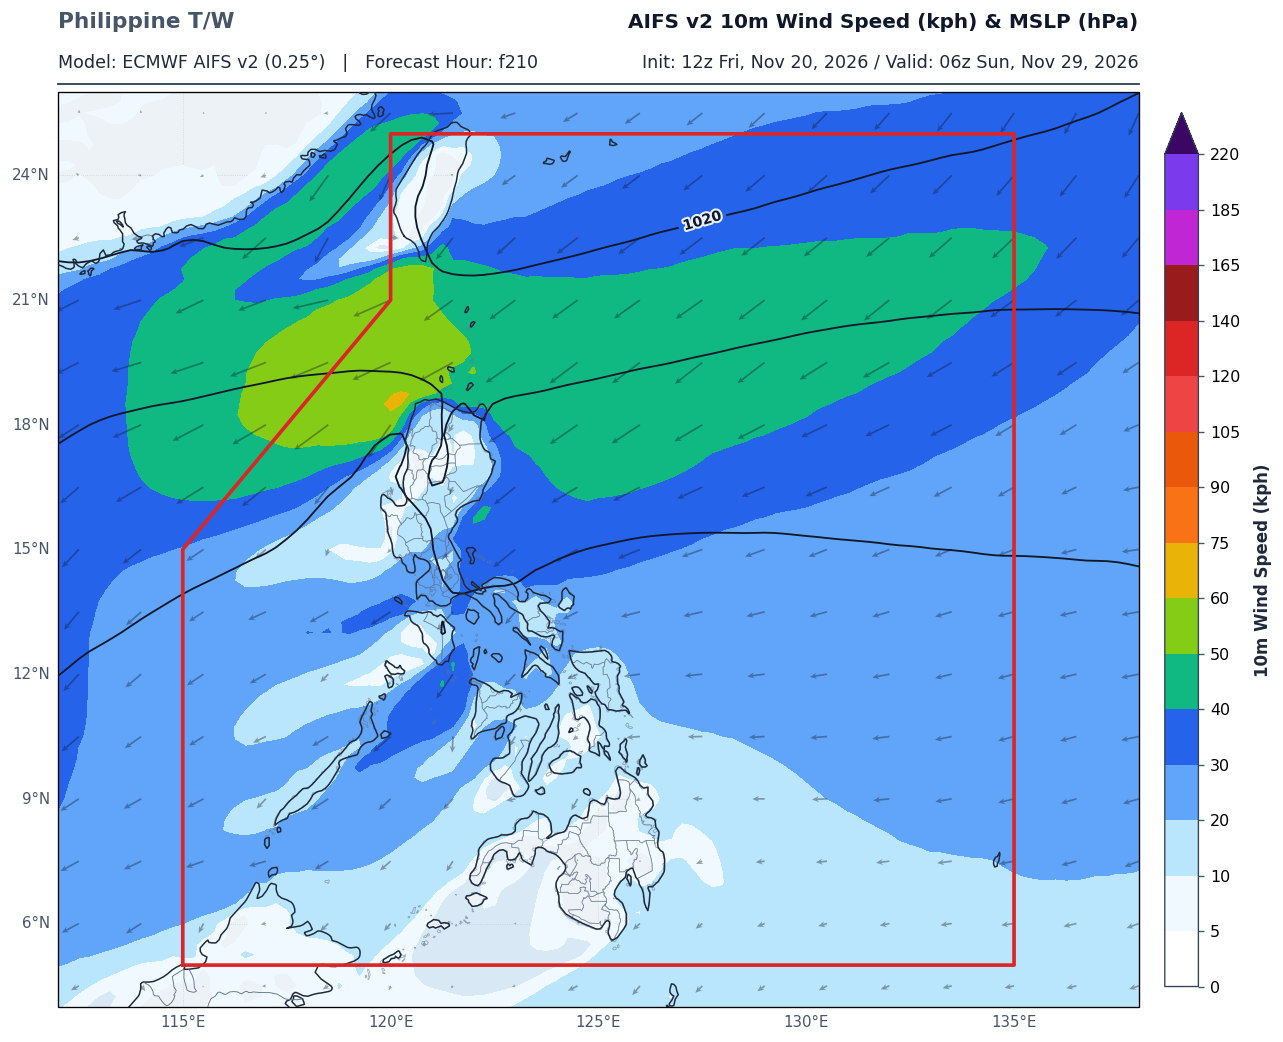 Philippine T/W
AIFS v2 10m Wind Speed (kph) & MSLP (hPa)
Model: ECMWF AIFS v2 (0.25°) | Forecast Hour: f210
Init: 12z Fri, Nov 20, 2026 / Valid: 06z Sun, Nov 29, 2026
24°N
21°N
18°N
15°N
12°N
9°N
6°N
1020
115°E
120°E
125°E
130°E
135°E
220
185
165
140
120
105
90
75
60
50
40
30
20
10
5
0
10m Wind Speed (kph)